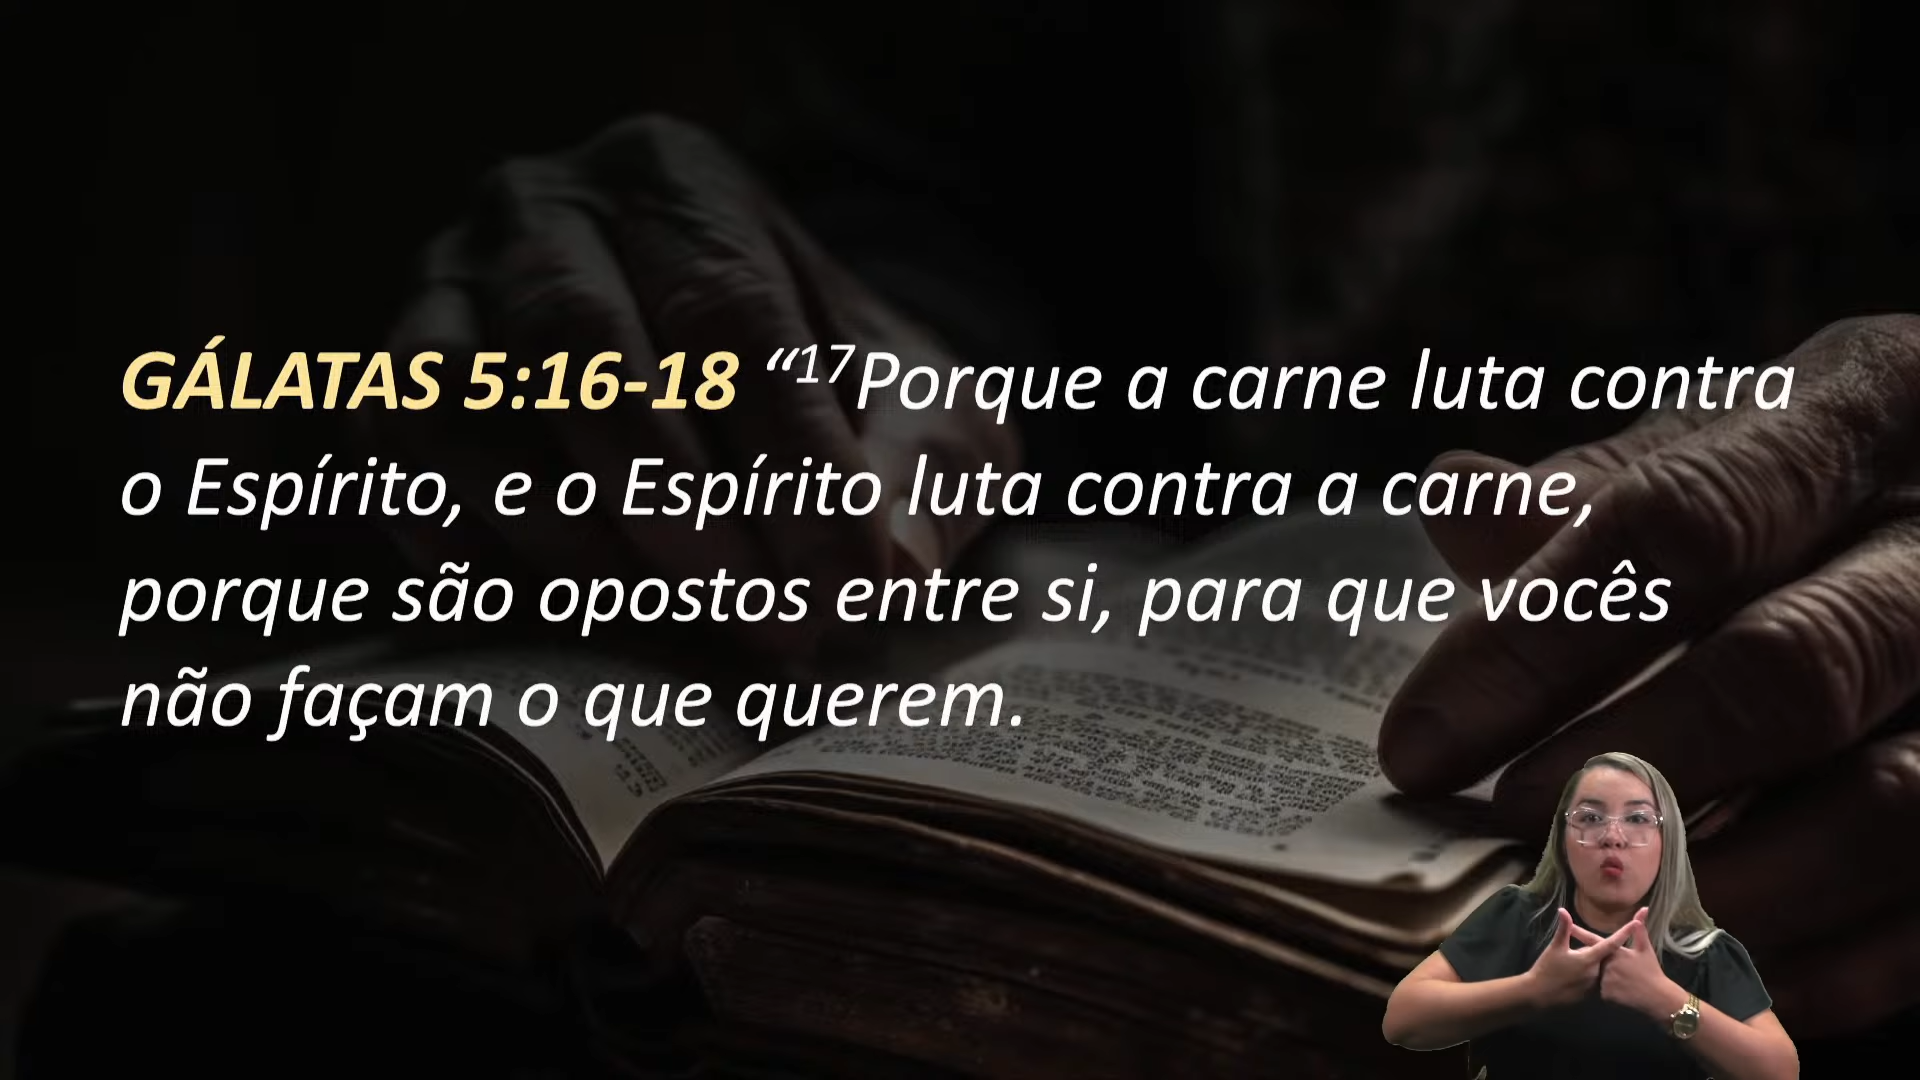 GÁLATAS 5:16-18 “¹⁷Porque a carne luta contra
o Espírito, e o Espírito luta contra a carne,
porque são opostos entre si, para que vocês
não façam o que querem.